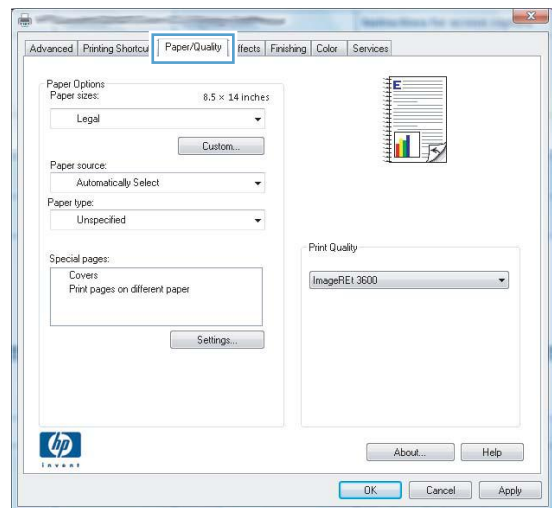 Advanced Printing Shortcu Paper/Quality ffects Finishing Color Services
Paper Options
Paper sizes: 8.5 × 14 inches
Legal
Custom...
Paper source:
Automatically Select
Paper type:
Unspecified
Special pages:
Covers
Print pages on different paper
Settings...
E
Print Quality
ImageREt 3600
hp
invent
About... Help
OK Cancel Apply